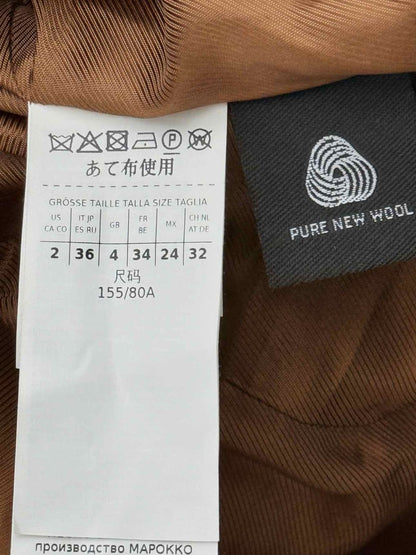 あて布使用
GRÖSSE TAILLE TALLA SIZE TAGLIA
US CA CO IT JP ES RU GB FR BE MX CH NL AT DE
2 36 4 34 24 32
尺码
155/80A
производство МАРОККО
PURE NEW WOOL